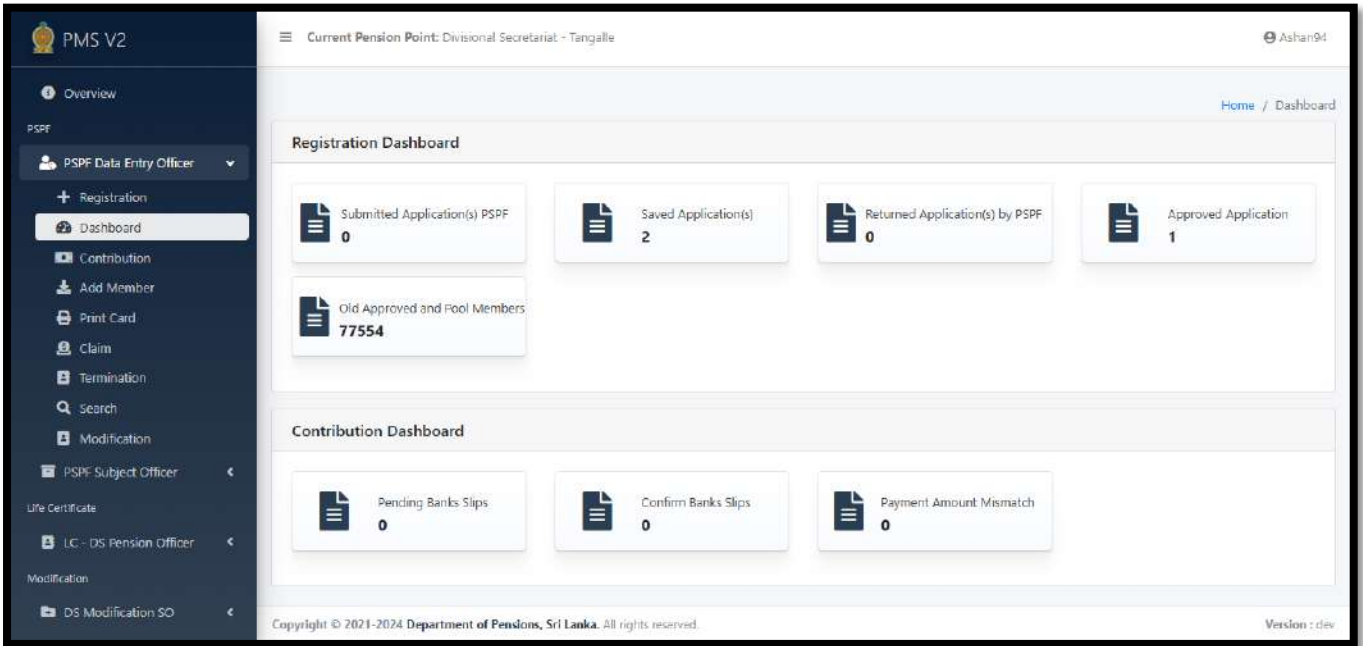 PMS V2
Current Pension Point: Divisional Secretariat - Tangalle
Ashan94
Overview
PSPF
PSPF Data Entry Officer
Registration
Dashboard
Contribution
Add Member
Print Card
Claim
Termination
Search
Modification
PSPF Subject Officer
Life Certificate
LC - DS Pension Officer
Modification
DS Modification SO
Home / Dashboard
Registration Dashboard
Submitted Application(s) PSPF
0
Saved Application(s)
2
Returned Application(s) by PSPF
0
Approved Application
1
Old Approved and Pool Members
77554
Contribution Dashboard
Pending Banks Slips
0
Confirm Banks Slips
0
Payment Amount Mismatch
0
Copyright © 2021-2024 Department of Pensions, Sri Lanka. All rights reserved.
Version : dev